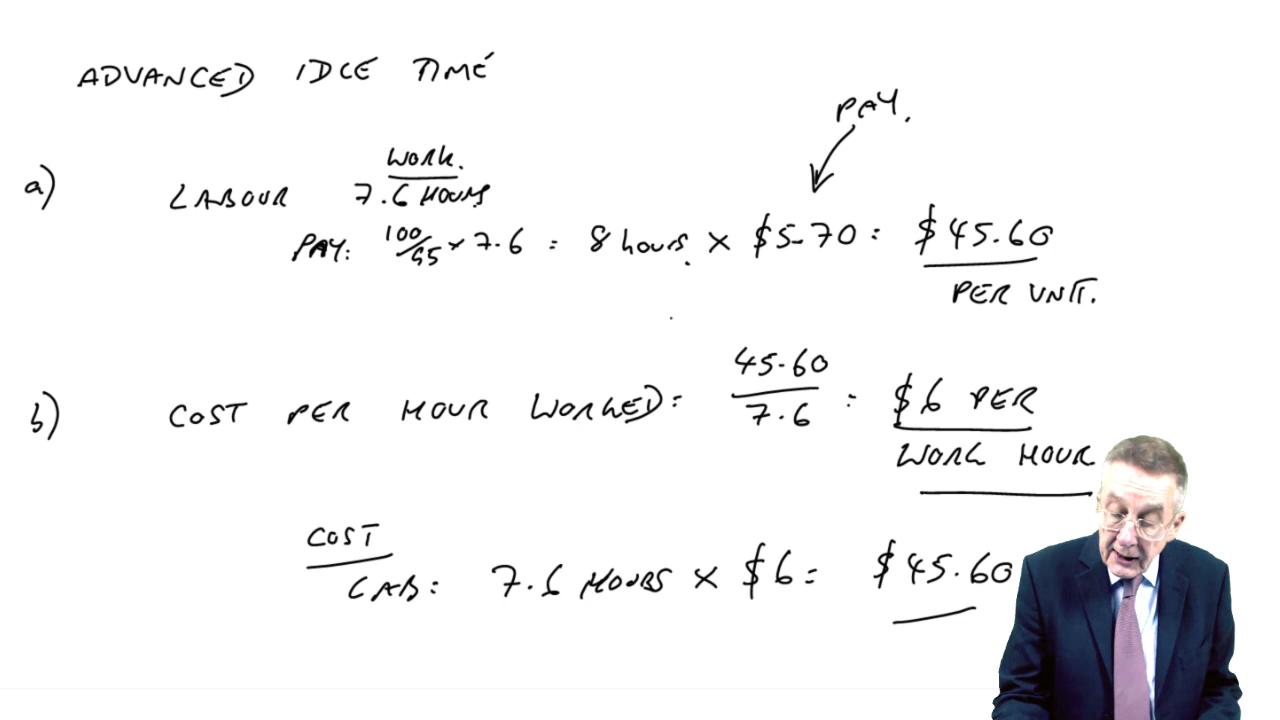 ADVANCED IDLE TIME
PAY.
a) LABOUR WORK.
7.6 HOURS
PAY: 100/95 × 7.6 = 8 hours × $5-70 = $45.60
PER UNIT.
b) COST PER HOUR WORKED = 45-60/7.6 = $6 PER
WORK HOUR
COST
LAB: 7.6 HOURS × $6 = $45.60